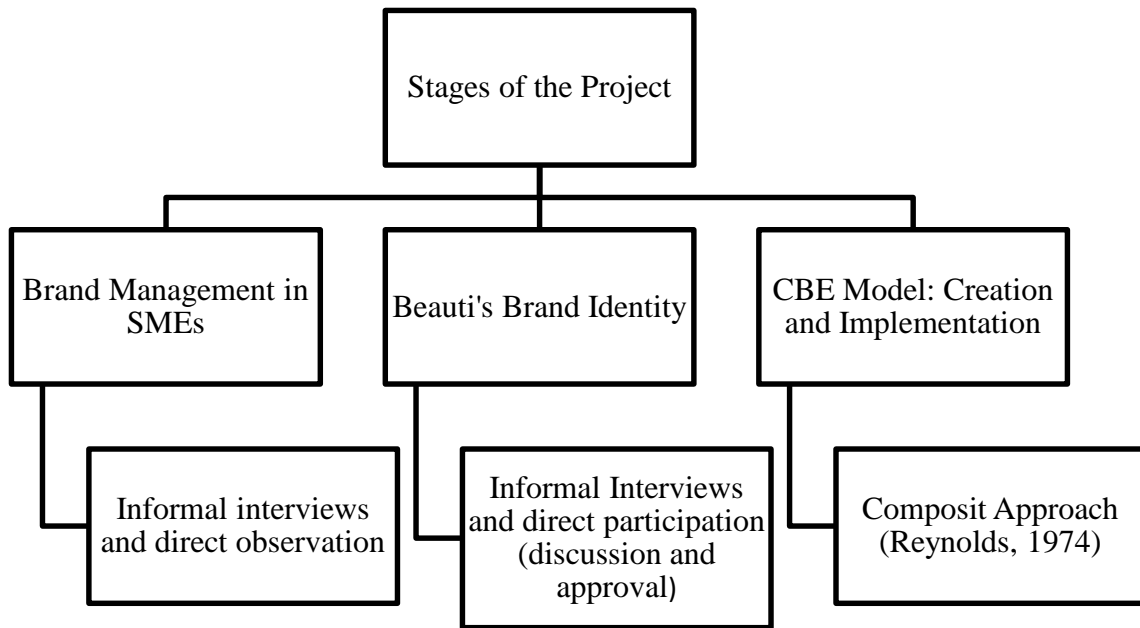 Stages of the Project
Brand Management in
SMEs
Beauti's Brand Identity
CBE Model: Creation
and Implementation
Informal interviews
and direct observation
Informal Interviews
and direct participation
(discussion and
approval)
Composit Approach
(Reynolds, 1974)